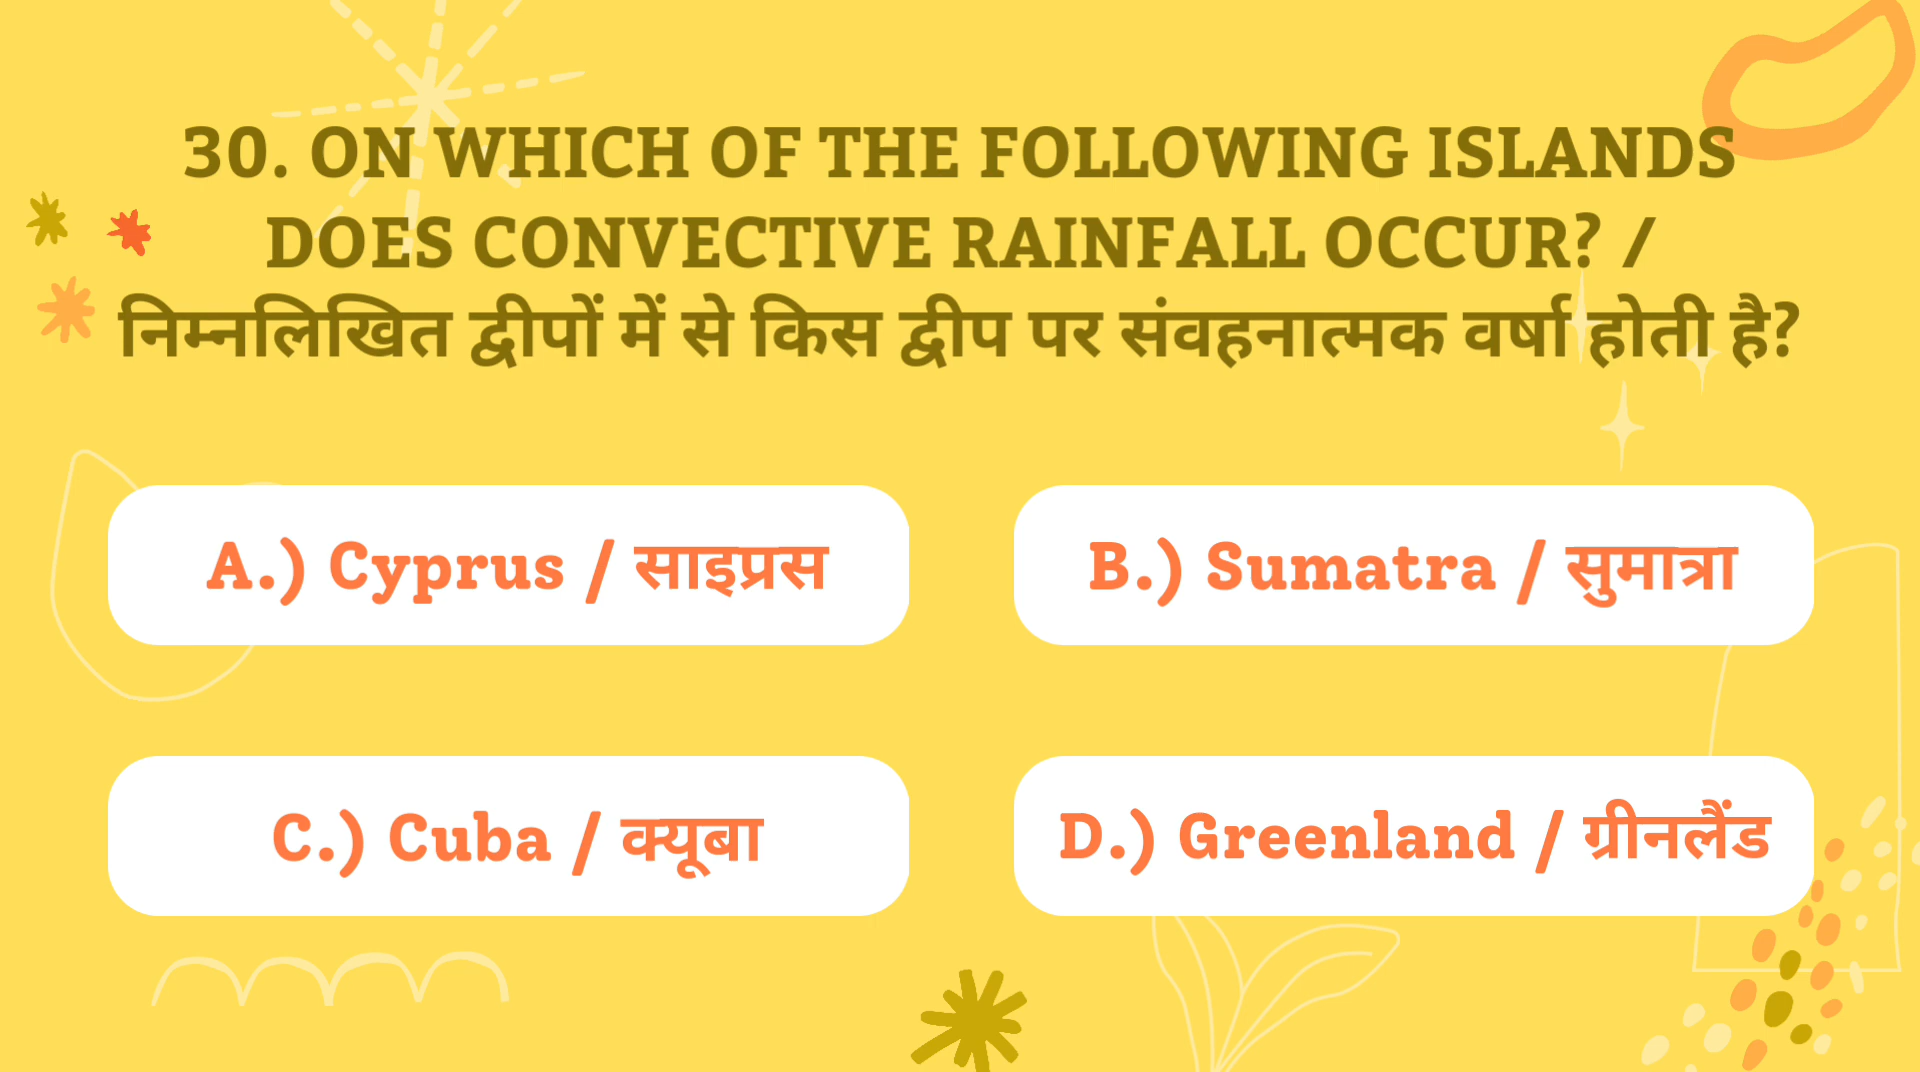 30. ON WHICH OF THE FOLLOWING ISLANDS
DOES CONVECTIVE RAINFALL OCCUR? /
निम्नलिखित द्वीपों में से किस द्वीप पर संवहनात्मक वर्षा होती है?
A.) Cyprus / साइप्रस
B.) Sumatra / सुमात्रा
C.) Cuba / क्यूबा
D.) Greenland / ग्रीनलैंड